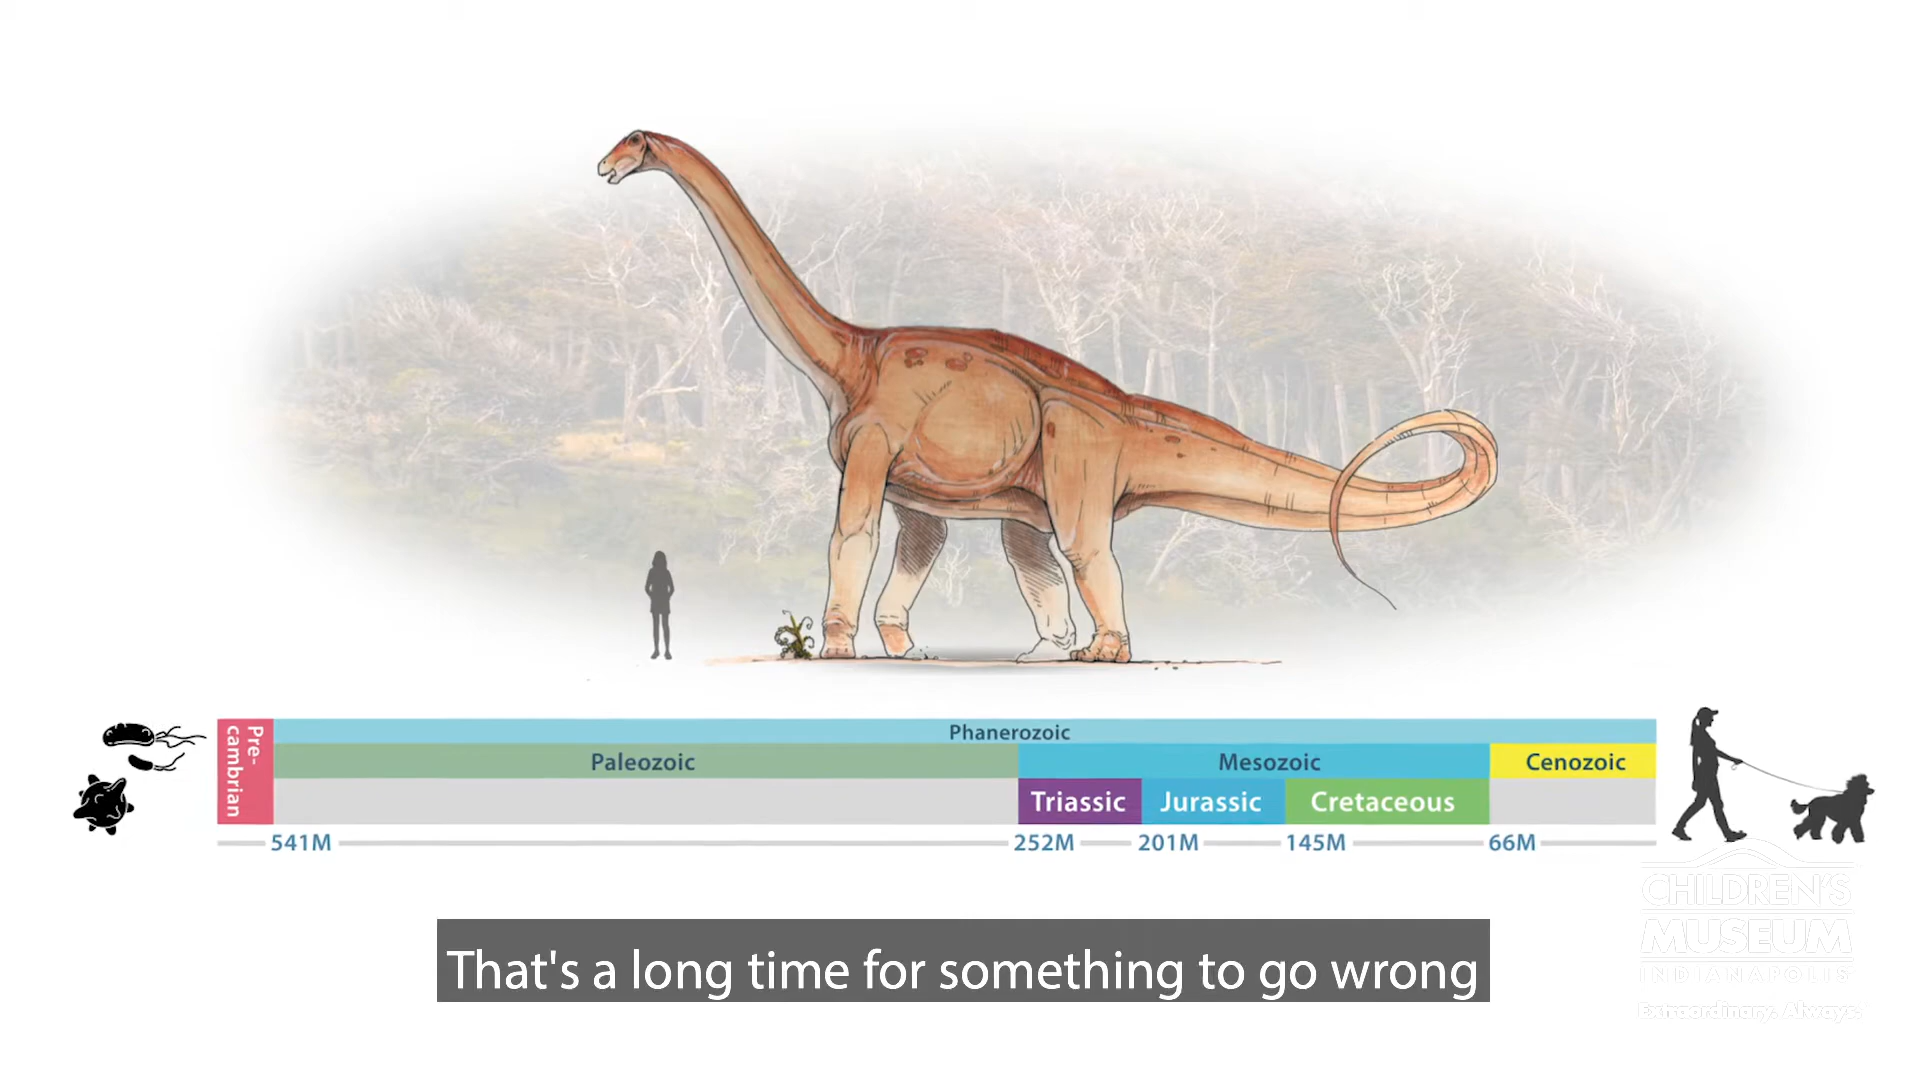 Pre-
cambrian
Phanerozoic
Paleozoic
Mesozoic
Cenozoic
Triassic
Jurassic
Cretaceous
541M
252M
201M
145M
66M
CHILDREN'S
MUSEUM
INDIANAPOLIS
Extraordinary. Always.
That's a long time for something to go wrong